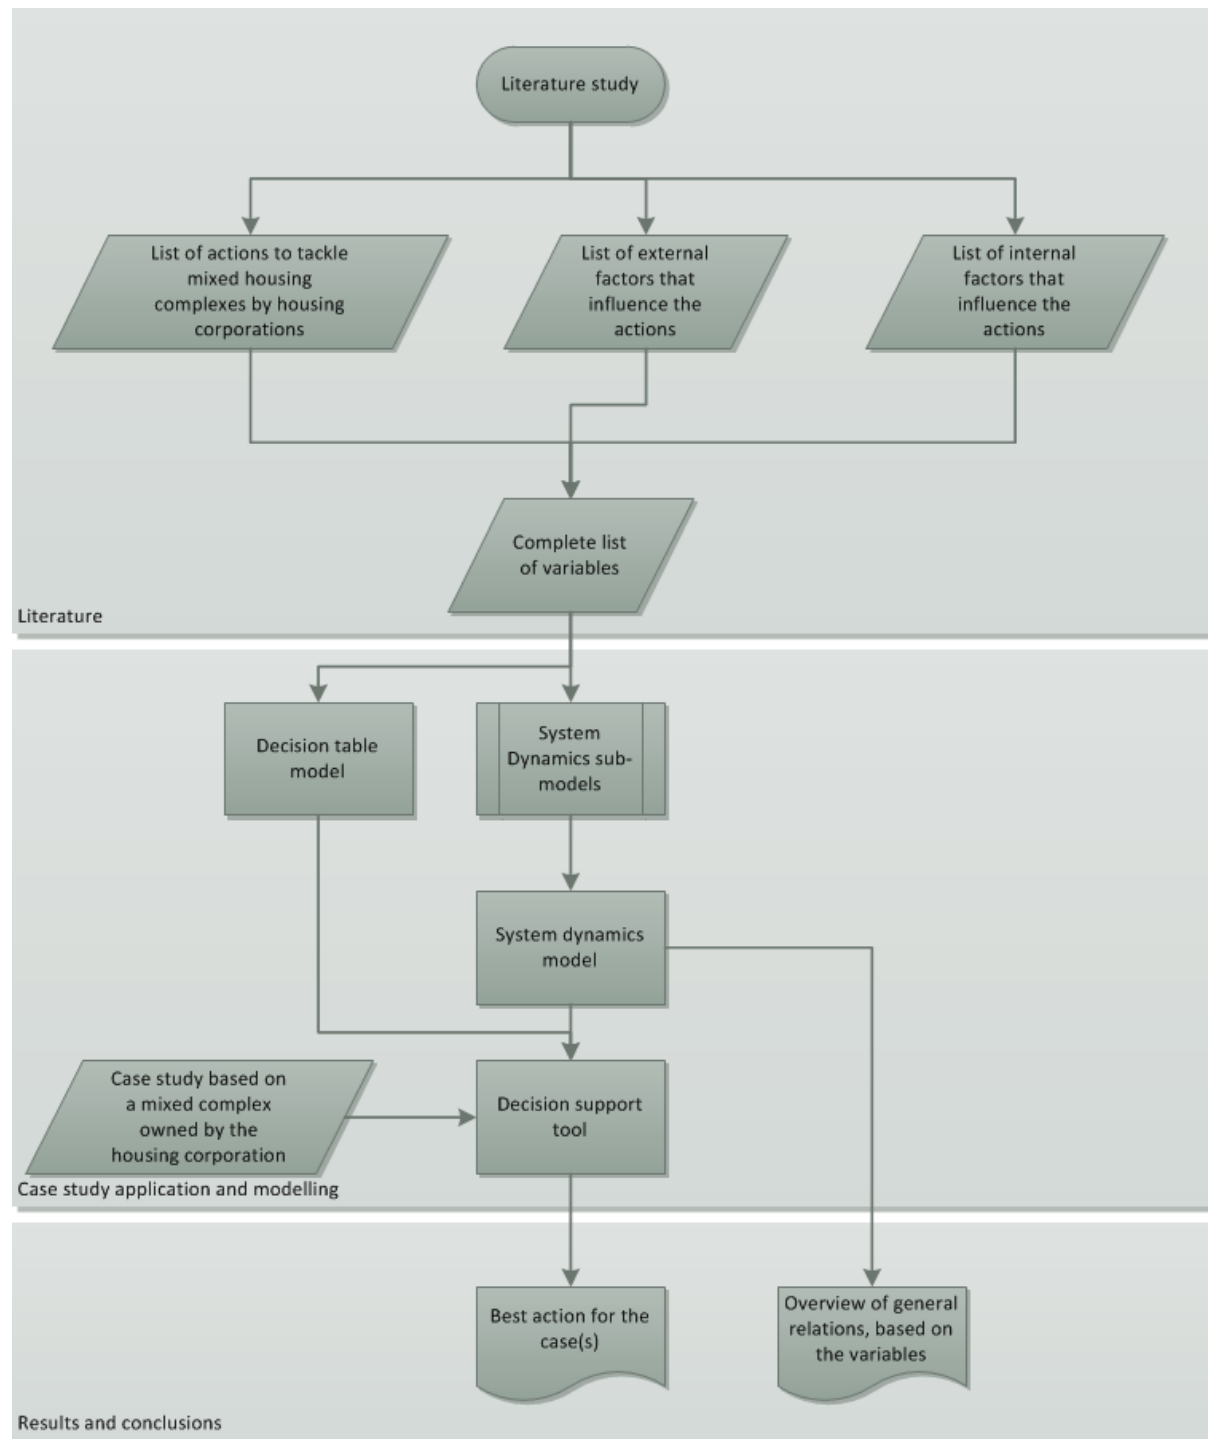 Literature study
List of actions to tackle
mixed housing
complexes by housing
corporations
List of external
factors that
influence the
actions
List of internal
factors that
influence the
actions
Complete list
of variables
Literature
Decision table
model
System
Dynamics sub-
models
System dynamics
model
Case study based on
a mixed complex
owned by the
housing corporation
Decision support
tool
Case study application and modelling
Best action for the
case(s)
Overview of general
relations, based on
the variables
Results and conclusions